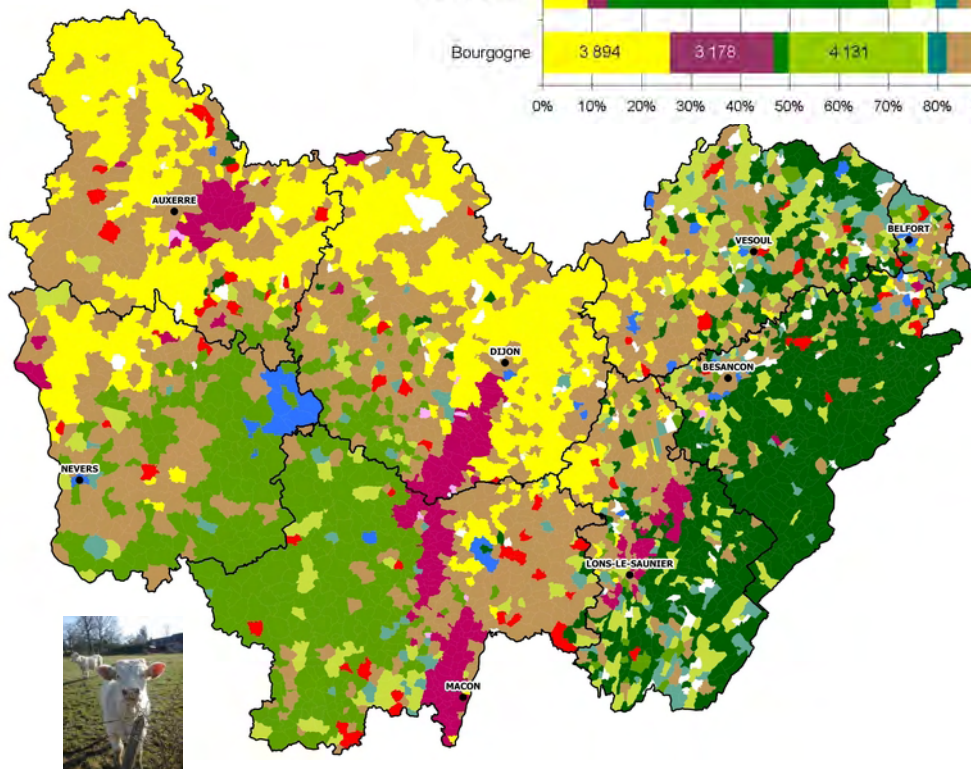 Bourgogne
3 894
3 178
4 131
0% 10% 20% 30% 40% 50% 60% 70% 80%
AUXERRE
VESOUL
BELFORT
DIJON
BESANCON
NEVERS
LONS-LE-SAUNIER
MACON